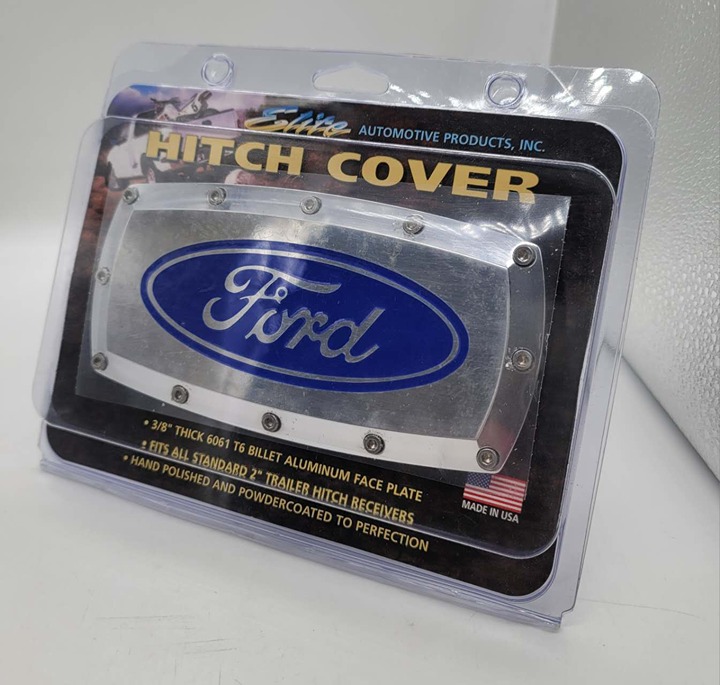 Elite AUTOMOTIVE PRODUCTS, INC.
HITCH COVER
Ford
• 3/8" THICK 6061 T6 BILLET ALUMINUM FACE PLATE
• FITS ALL STANDARD 2" TRAILER HITCH RECEIVERS
• HAND POLISHED AND POWDERCOATED TO PERFECTION
MADE IN USA